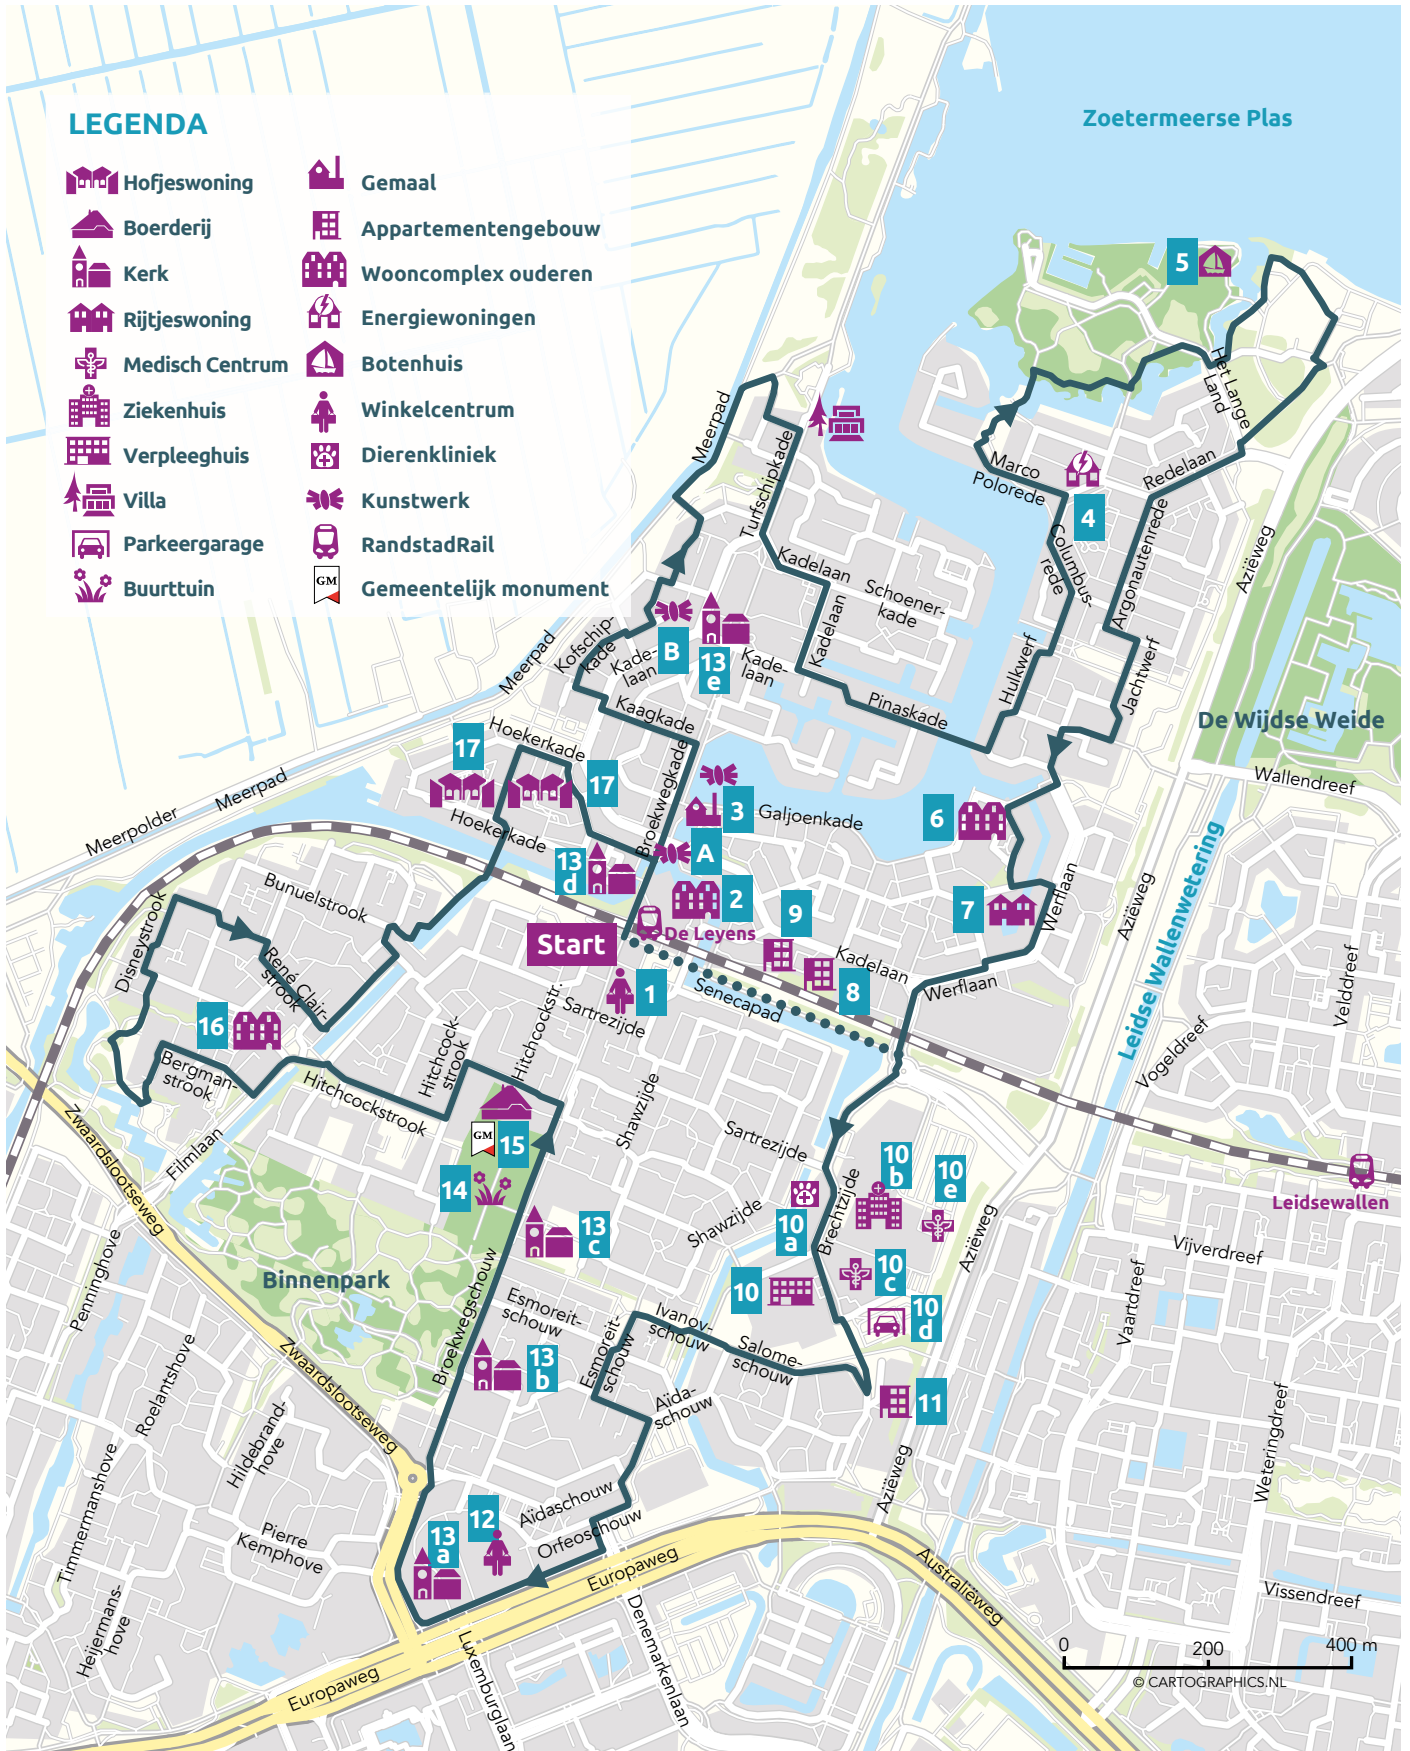 LEGENDA
Hofjeswoning
Boerderij
Kerk
Rijtjeswoning
Medisch Centrum
Ziekenhuis
Verpleeghuis
Villa
Parkeergarage
Buurttuin
Gemaal
Appartementengebouw
Wooncomplex ouderen
Energiewoningen
Botenhuis
Winkelcentrum
Dierenkliniek
Kunstwerk
RandstadRail
GM
Gemeentelijk monument
Zoetermeerse Plas
5
Het Lange
Land
Meerpad
Turfschipkade
Marco
Polorede
Redelaan
4
Columbus-
rede
Argonautenrede
Aziëweg
Kadelaan
Schoener-
kade
Kadelaan
Kofschip-
kade
Meerpad
B
Kade-
laan
13
e
Kade-
laan
Hulkwerf
Jachtwerf
Pinaskade
Kaagkade
De Wijdse Weide
Hoekerkade
17
17
Broekwegkade
Wallendreef
Meerpad
Meerpolder
Hoekerkade
3
Galjoenkade
6
A
13
d
Leidse Wallenwetering
Bunuelstrook
2
9
7
Werflaan
Aziëweg
Disneystrook
Start
De Leyens
René Clair-
strook
Kadelaan
Werflaan
Velddreef
1
8
Senecapad
Sartrezijde
Hitchcockstr.
16
Hitchcock-
strook
Vogeldreef
Bergman-
strook
Hitchcockstrook
Shawzijde
Zwaardslootseweg
Filmlaan
GM
15
Sartrezijde
10
b
10
e
14
Brechtzijde
Leidsewallen
Penninghove
13
c
Shawzijde
10
a
Aziëweg
Vijverdreef
Binnenpark
10
10
c
Vaartdreef
Broekwegschouw
Esmoreit-
schouw
Ivanov-
schouw
10
d
Zwaardslootseweg
Esmoreit-
schouw
Salome-
schouw
13
b
Roelantshove
Aïda-
schouw
11
Hildebrand-
hove
Weteringdreef
Timmermanshove
Aziëweg
12
Aïdaschouw
Pierre
Kemphove
13
a
Orfeoschouw
Europaweg
Australiëweg
Vissendreef
Heijermans-
hove
Luxemburglaan
Denemarkenlaan
Europaweg
0
200
400 m
© CARTOGRAPHICS.NL